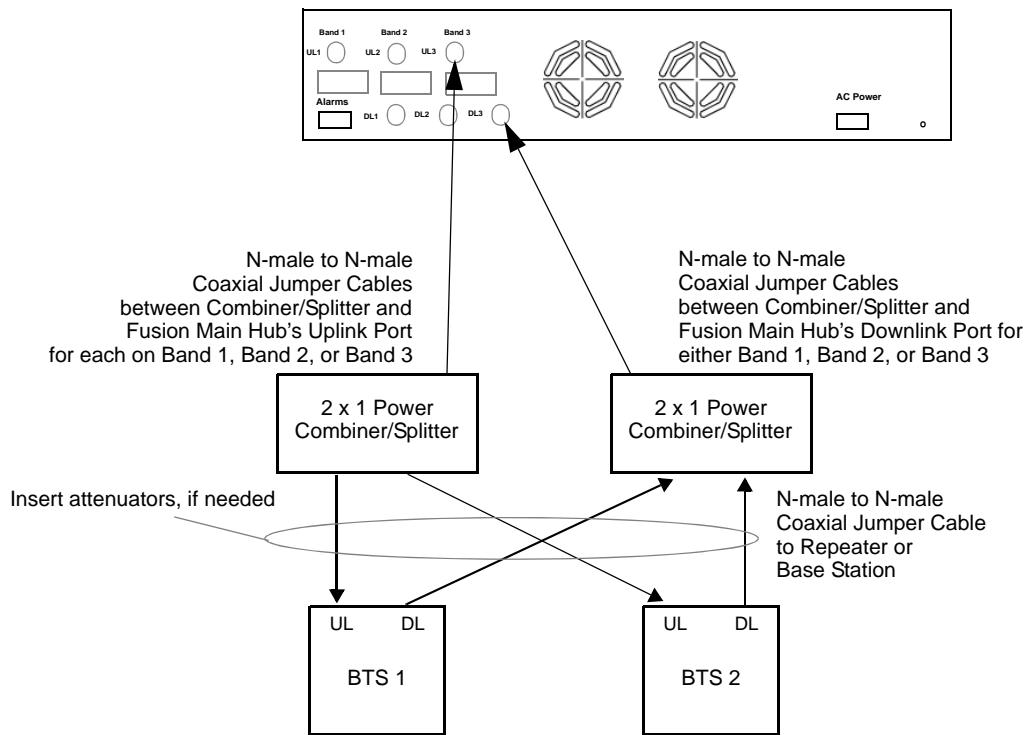 Band 1 Band 2 Band 3
UL1 UL2 UL3
Alarms
DL1 DL2 DL3
AC Power
N-male to N-male
Coaxial Jumper Cables
between Combiner/Splitter and
Fusion Main Hub's Uplink Port
for each on Band 1, Band 2, or Band 3
N-male to N-male
Coaxial Jumper Cables
between Combiner/Splitter and
Fusion Main Hub's Downlink Port for
either Band 1, Band 2, or Band 3
2 x 1 Power
Combiner/Splitter
2 x 1 Power
Combiner/Splitter
Insert attenuators, if needed
N-male to N-male
Coaxial Jumper Cable
to Repeater or
Base Station
UL DL
BTS 1
UL DL
BTS 2